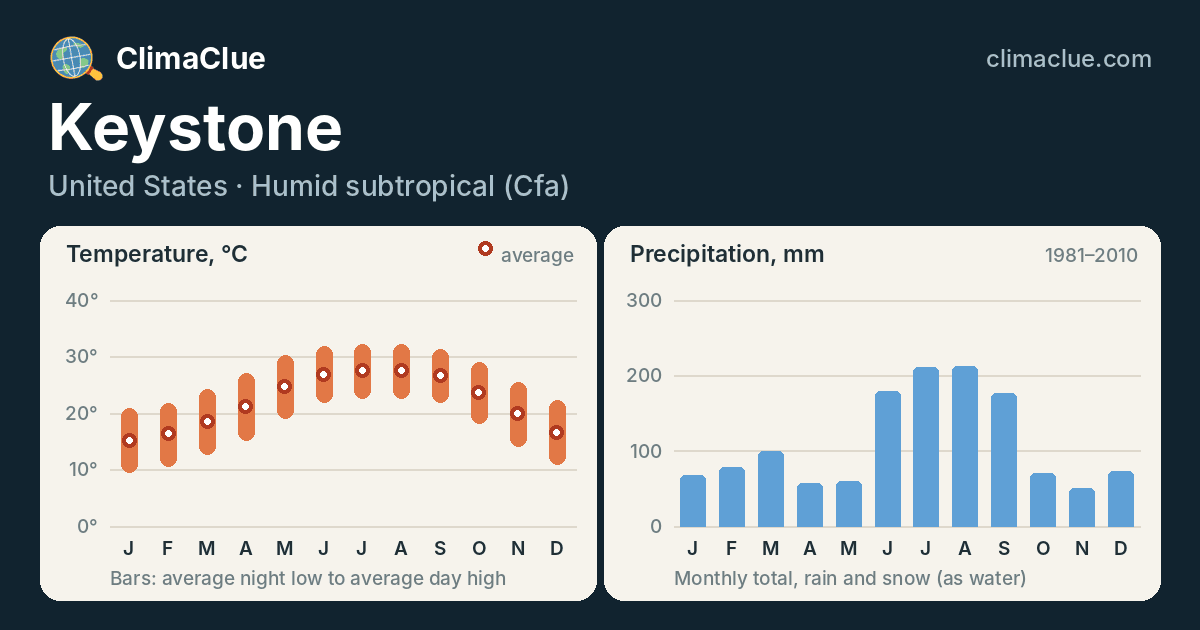 ClimaClue
climaclue.com
Keystone
United States · Humid subtropical (Cfa)
Temperature, °C
average
40°
30°
20°
10°
0°
J F M A M J J A S O N D
Bars: average night low to average day high
Precipitation, mm
1981–2010
300
200
100
0
J F M A M J J A S O N D
Monthly total, rain and snow (as water)